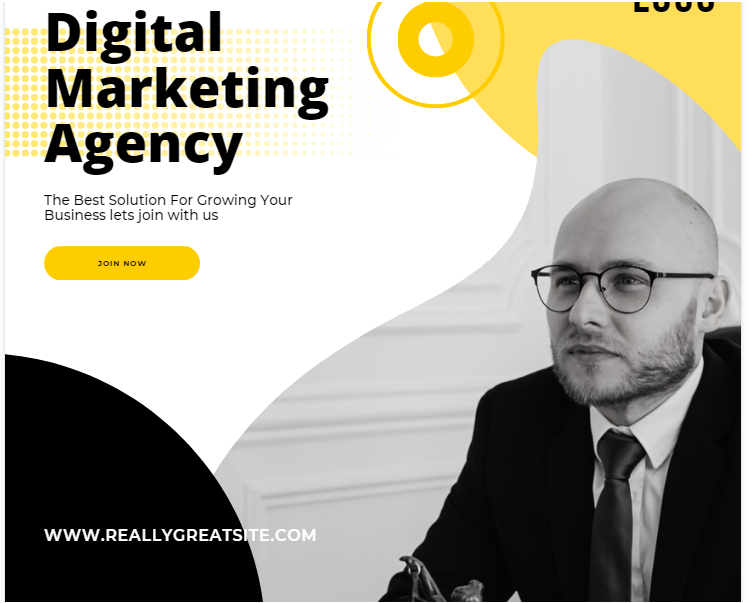 LOGO
Digital
Marketing
Agency
The Best Solution For Growing Your
Business lets join with us
JOIN NOW
WWW.REALLYGREATSITE.COM